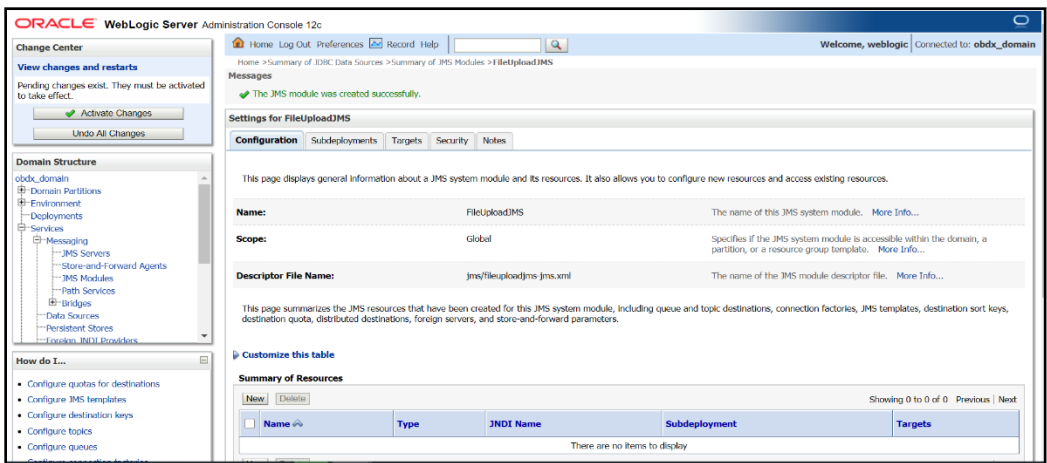 ORACLE WebLogic Server Administration Console 12c
Change Center
View changes and restarts
Pending changes exist. They must be activated
to take effect.
Activate Changes
Undo All Changes
Domain Structure
obdx_domain
Domain Partitions
Environment
Deployments
Services
Messaging
JMS Servers
Store-and-Forward Agents
JMS Modules
Path Services
Bridges
Data Sources
Persistent Stores
Foreign JNDI Providers
How do I...
Configure quotas for destinations
Configure JMS templates
Configure destination keys
Configure topics
Configure queues
Configure connection factories
Home Log Out Preferences Record Help
Welcome, weblogic Connected to: obdx_domain
Home >Summary of JDBC Data Sources >Summary of JMS Modules >FileUploadJMS
Messages
The JMS module was created successfully.
Settings for FileUploadJMS
Configuration Subdeployments Targets Security Notes
This page displays general information about a JMS system module and its resources. It also allows you to configure new resources and access existing resources.
Name: FileUploadJMS The name of this JMS system module. More Info...
Scope: Global Specifies if the JMS system module is accessible within the domain, a
partition, or a resource group template. More Info...
Descriptor File Name: jms/fileuploadjms-jms.xml The name of the JMS module descriptor file. More Info...
This page summarizes the JMS resources that have been created for this JMS system module, including queue and topic destinations, connection factories, JMS templates, destination sort keys,
destination quota, distributed destinations, foreign servers, and store-and-forward parameters.
Customize this table
Summary of Resources
New Delete Showing 0 to 0 of 0 Previous | Next
Name Type JNDI Name Subdeployment Targets
There are no items to display